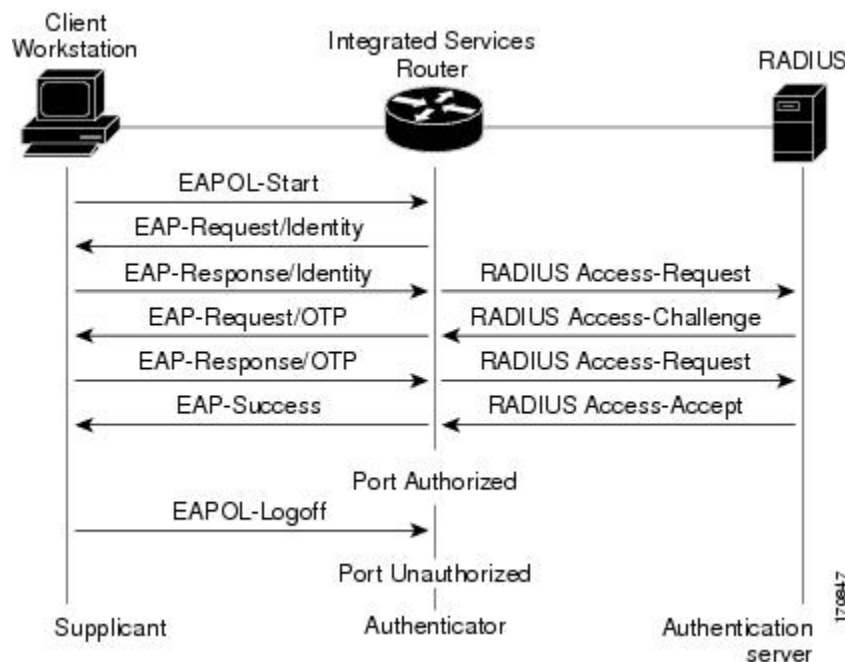 Client
Workstation
Integrated Services
Router
RADIUS
EAPOL-Start
EAP-Request/Identity
EAP-Response/Identity
RADIUS Access-Request
EAP-Request/OTP
RADIUS Access-Challenge
EAP-Response/OTP
RADIUS Access-Request
EAP-Success
RADIUS Access-Accept
Port Authorized
EAPOL-Logoff
Port Unauthorized
170847
Supplicant
Authenticator
Authentication
server